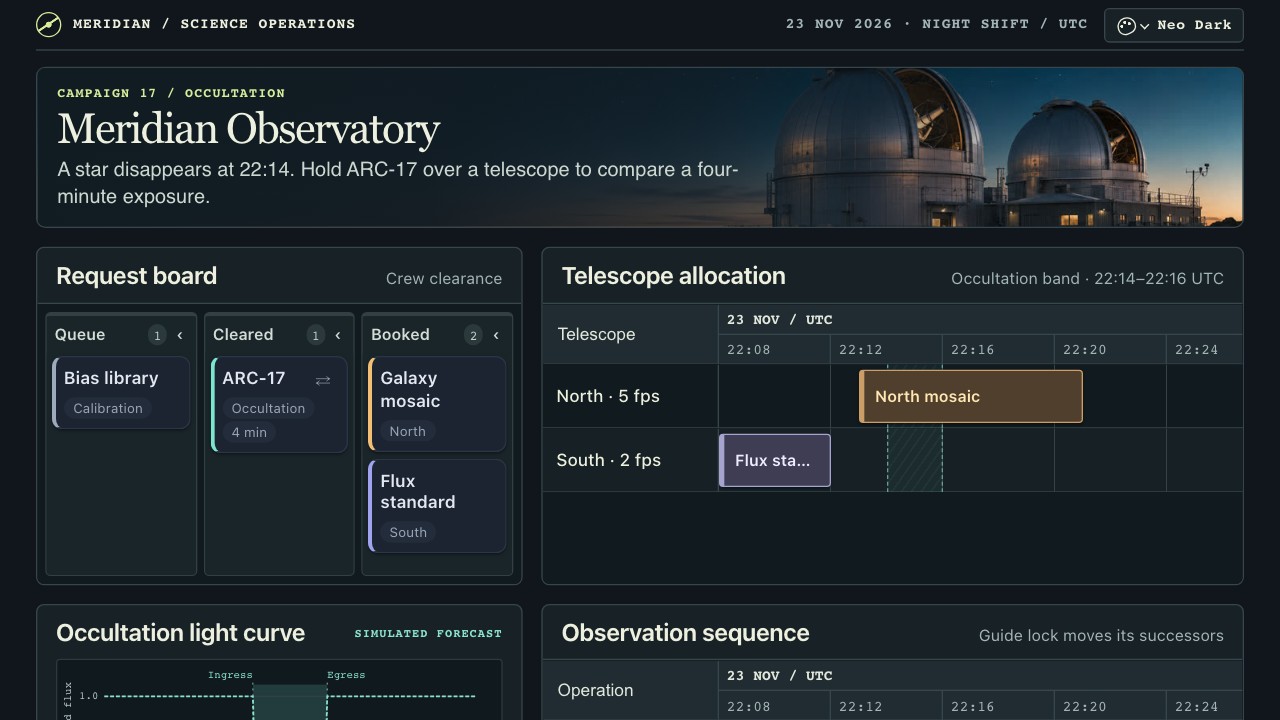 MERIDIAN / SCIENCE OPERATIONS
23 NOV 2026 · NIGHT SHIFT / UTC
Neo Dark
CAMPAIGN 17 / OCCULTATION
Meridian Observatory
A star disappears at 22:14. Hold ARC-17 over a telescope to compare a four-
minute exposure.
Request board
Crew clearance
Queue 1
Bias library
Calibration
Cleared 1
ARC-17
Occultation
4 min
Booked 2
Galaxy
mosaic
North
Flux
standard
South
Telescope allocation
Occultation band · 22:14–22:16 UTC
Telescope
23 NOV / UTC
22:08 22:12 22:16 22:20 22:24
North · 5 fps
North mosaic
South · 2 fps
Flux sta...
Occultation light curve
SIMULATED FORECAST
Ingress Egress
1.0
d flux
Observation sequence
Guide lock moves its successors
Operation
23 NOV / UTC
22:08 22:12 22:16 22:20 22:24